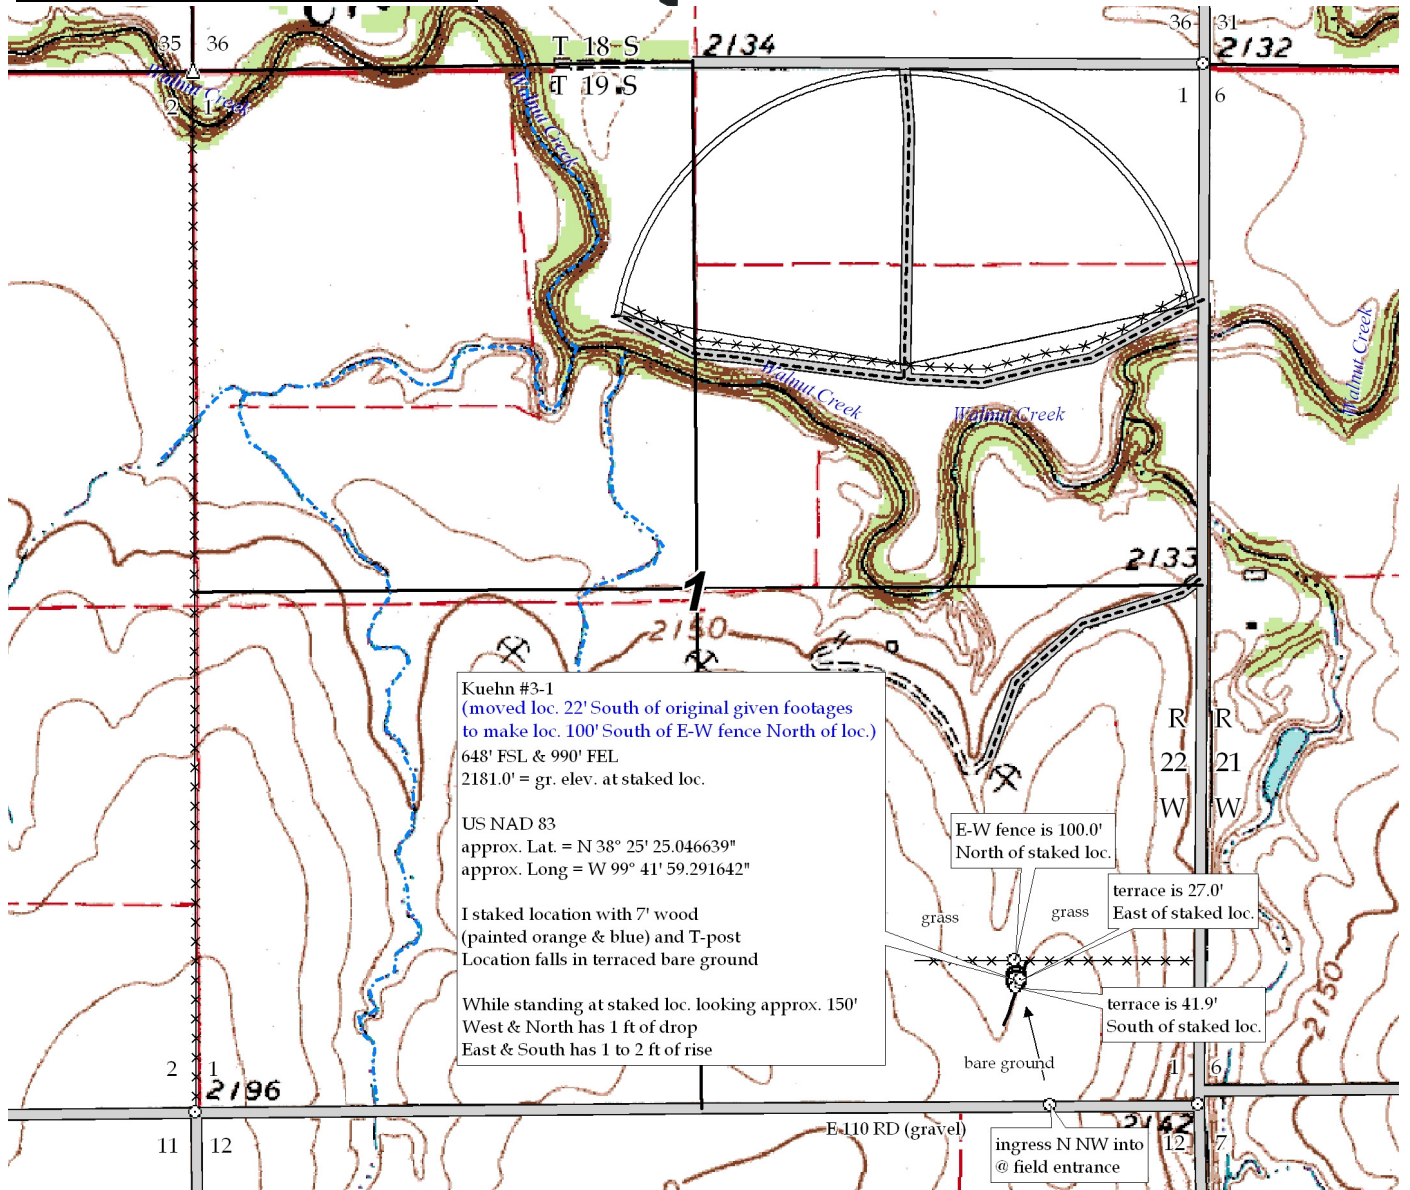 35 36
T 18 S
T 19 S
2134
36 31
2132
2 1
1 6
Walnut Creek
Walnut Creek
Walnut Creek
Walnut Creek
Walnut Creek
2133
1
2150
Kuehn #3-1
(moved loc. 22' South of original given footages
to make loc. 100' South of E-W fence North of loc.)
648' FSL & 990' FEL
2181.0' = gr. elev. at staked loc.
US NAD 83
approx. Lat. = N 38° 25' 25.046639"
approx. Long = W 99° 41' 59.291642"
I staked location with 7' wood
(painted orange & blue) and T-post
Location falls in terraced bare ground
While standing at staked loc. looking approx. 150'
West & North has 1 ft of drop
East & South has 1 to 2 ft of rise
R R
22 21
W W
E-W fence is 100.0'
North of staked loc.
terrace is 27.0'
East of staked loc.
grass
grass
terrace is 41.9'
South of staked loc.
2150
bare ground
2 1
2196
1 6
2142
E 110 RD (gravel)
11 12
12 7
ingress N NW into
@ field entrance